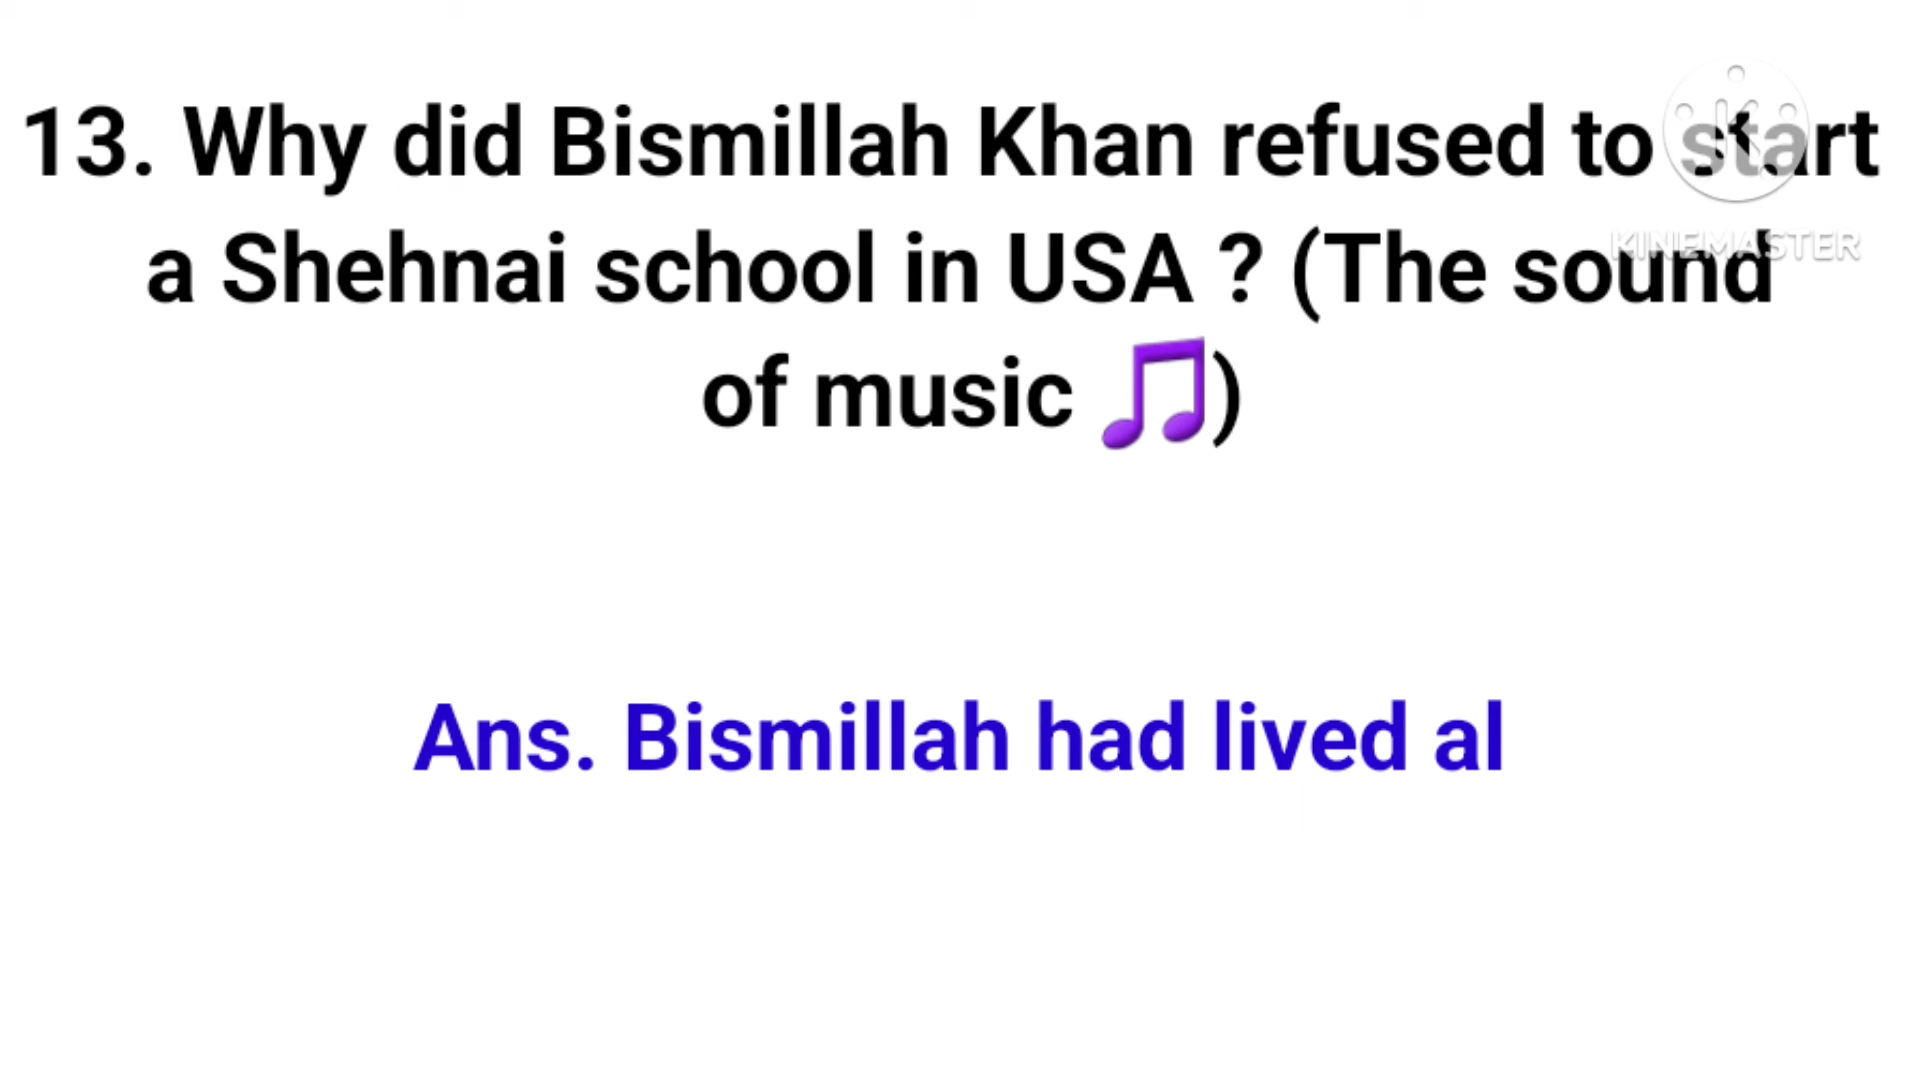 13. Why did Bismillah Khan refused to start
a Shehnai school in USA ? (The sound
of music 🎵)
KINEMASTER
Ans. Bismillah had lived al